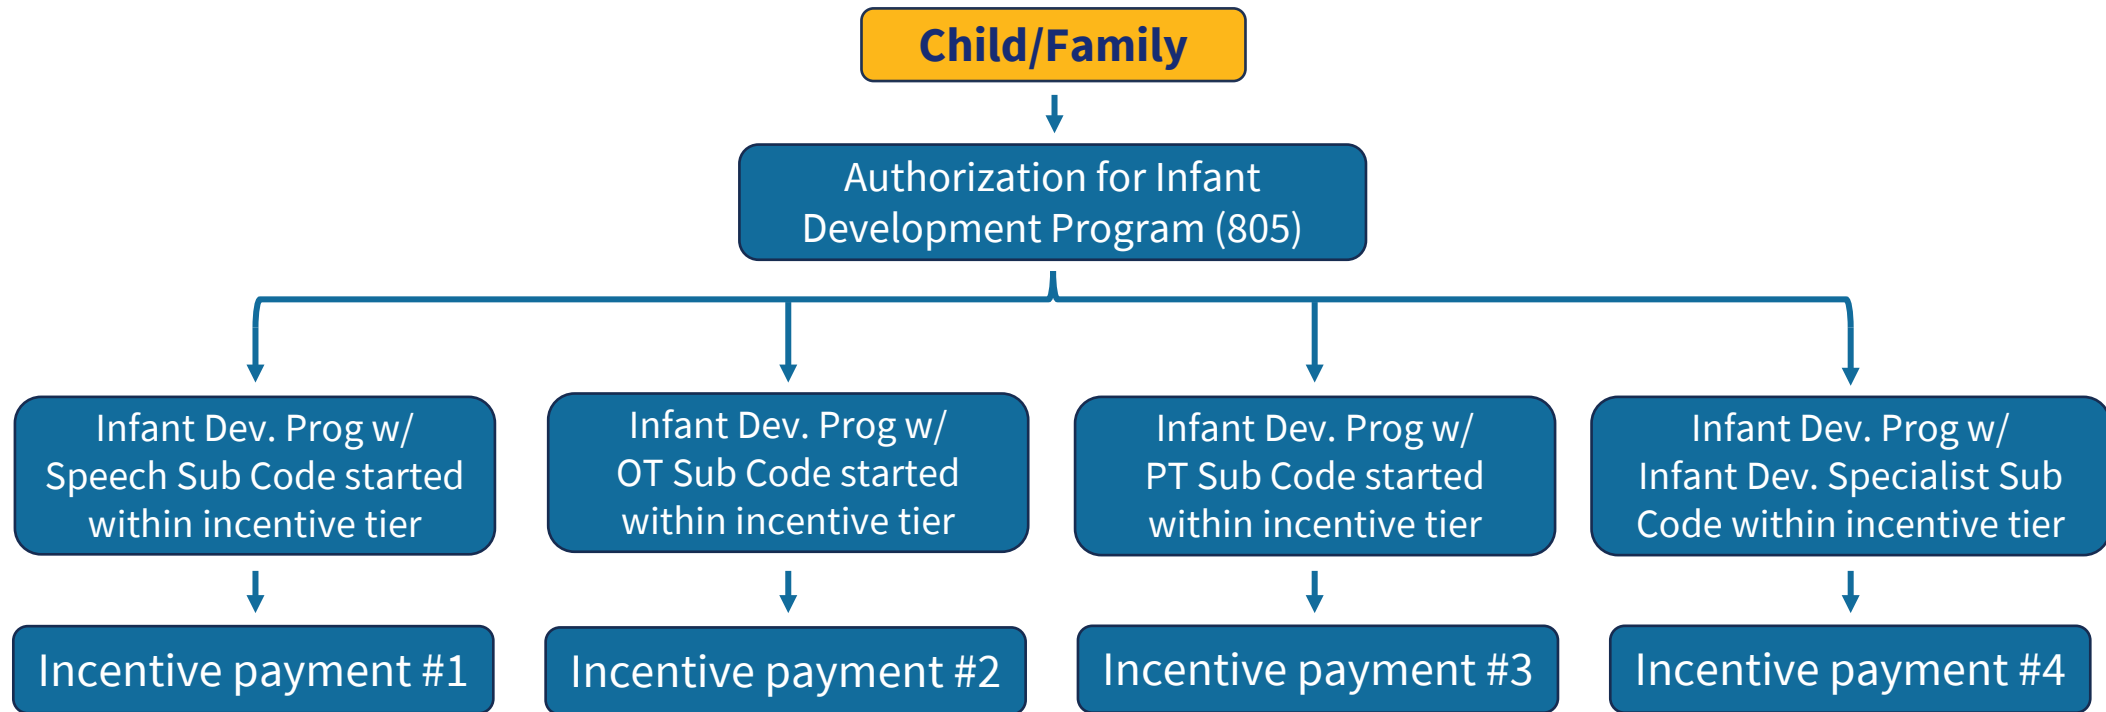 Child/Family
Authorization for Infant
Development Program (805)
Infant Dev. Prog w/
Speech Sub Code started
within incentive tier
Infant Dev. Prog w/
OT Sub Code started
within incentive tier
Infant Dev. Prog w/
PT Sub Code started
within incentive tier
Infant Dev. Prog w/
Infant Dev. Specialist Sub
Code within incentive tier
Incentive payment #1
Incentive payment #2
Incentive payment #3
Incentive payment #4